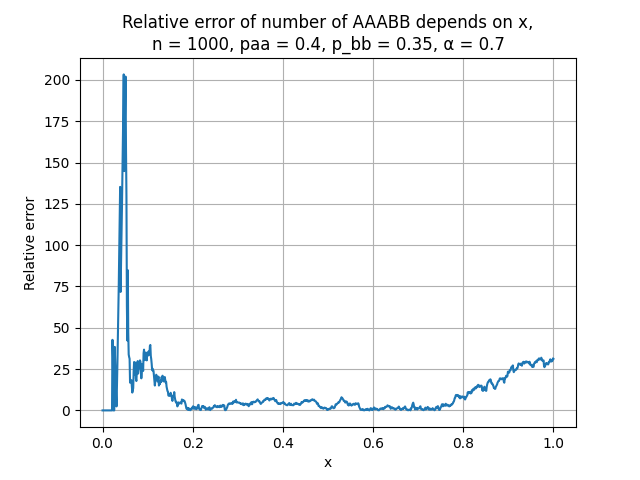 Relative error of number of AAABB depends on x,
n = 1000, paa = 0.4, p_bb = 0.35, α = 0.7
200
175
150
125
100
75
50
25
0
Relative error
0.0 0.2 0.4 0.6 0.8 1.0
x